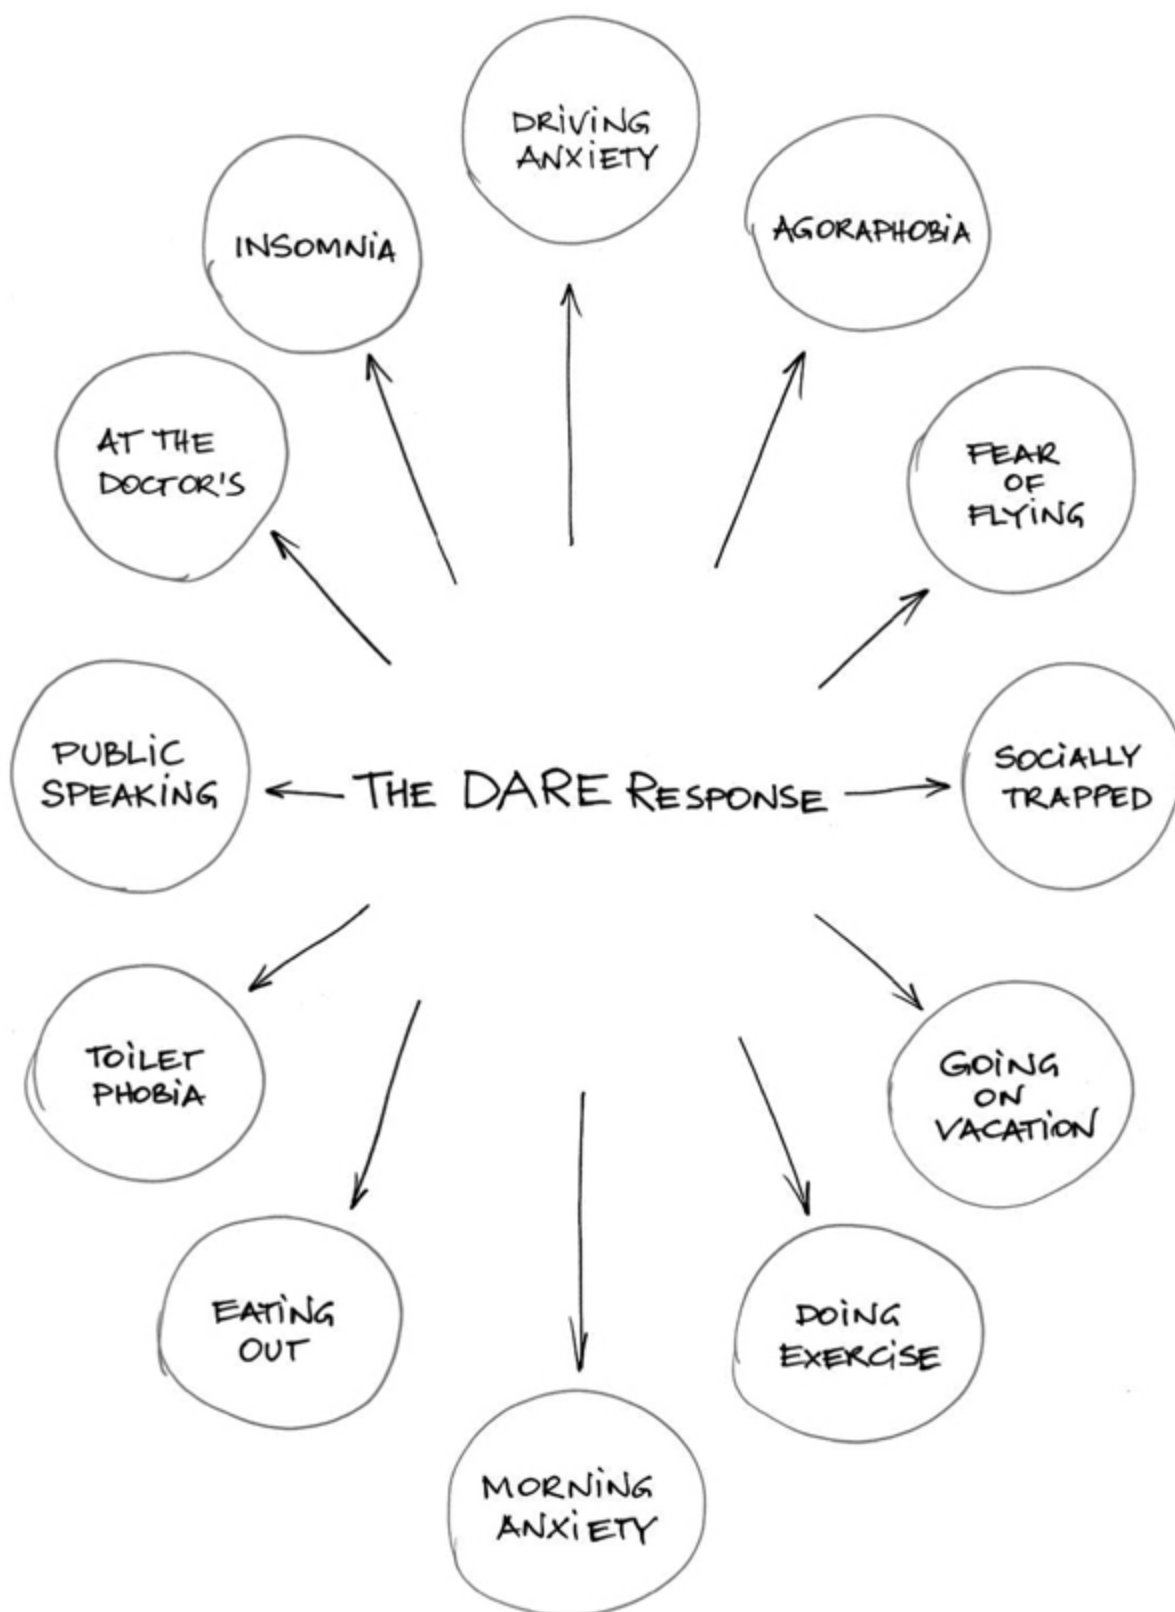 DRIVING
ANXIETY
AGORAPHOBIA
FEAR
OF
FLYING
SOCIALLY
TRAPPED
GOING
ON
VACATION
DOING
EXERCISE
MORNING
ANXIETY
EATING
OUT
TOILET
PHOBIA
PUBLIC
SPEAKING
AT THE
DOCTOR'S
INSOMNIA
THE DARE RESPONSE